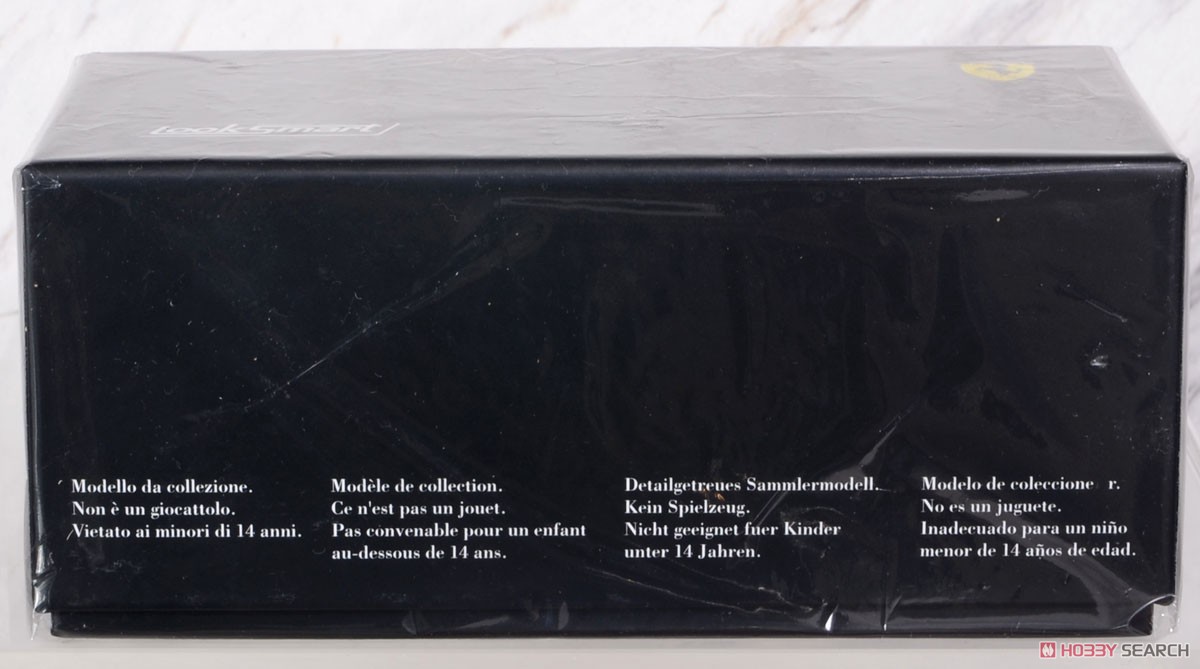 LookSmart
Modello da collezione.
Non è un giocattolo.
Vietato ai minori di 14 anni.
Modèle de collection.
Ce n'est pas un jouet.
Pas convenable pour un enfant
au-dessous de 14 ans.
Detailgetreues Sammlermodell.
Kein Spielzeug.
Nicht geeignet fuer Kinder
unter 14 Jahren.
Modelo de coleccione r.
No es un juguete.
Inadecuado para un niño
menor de 14 años de edad.
HOBBY SEARCH